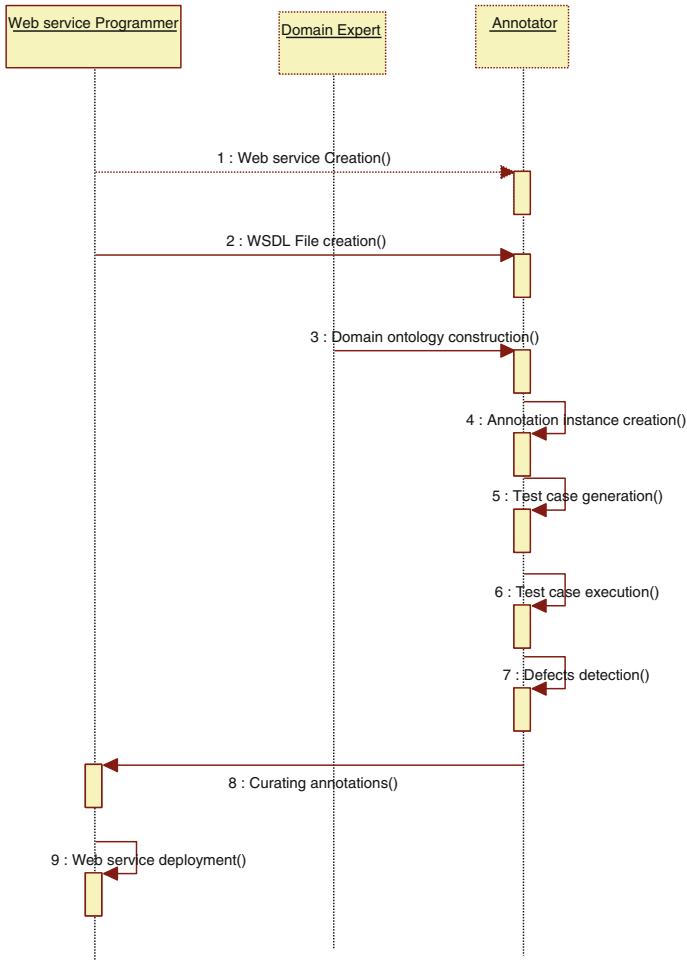 Web service Programmer
Domain Expert
Annotator
1 : Web service Creation()
2 : WSDL File creation()
3 : Domain ontology construction()
4 : Annotation instance creation()
5 : Test case generation()
6 : Test case execution()
7 : Defects detection()
8 : Curating annotations()
9 : Web service deployment()